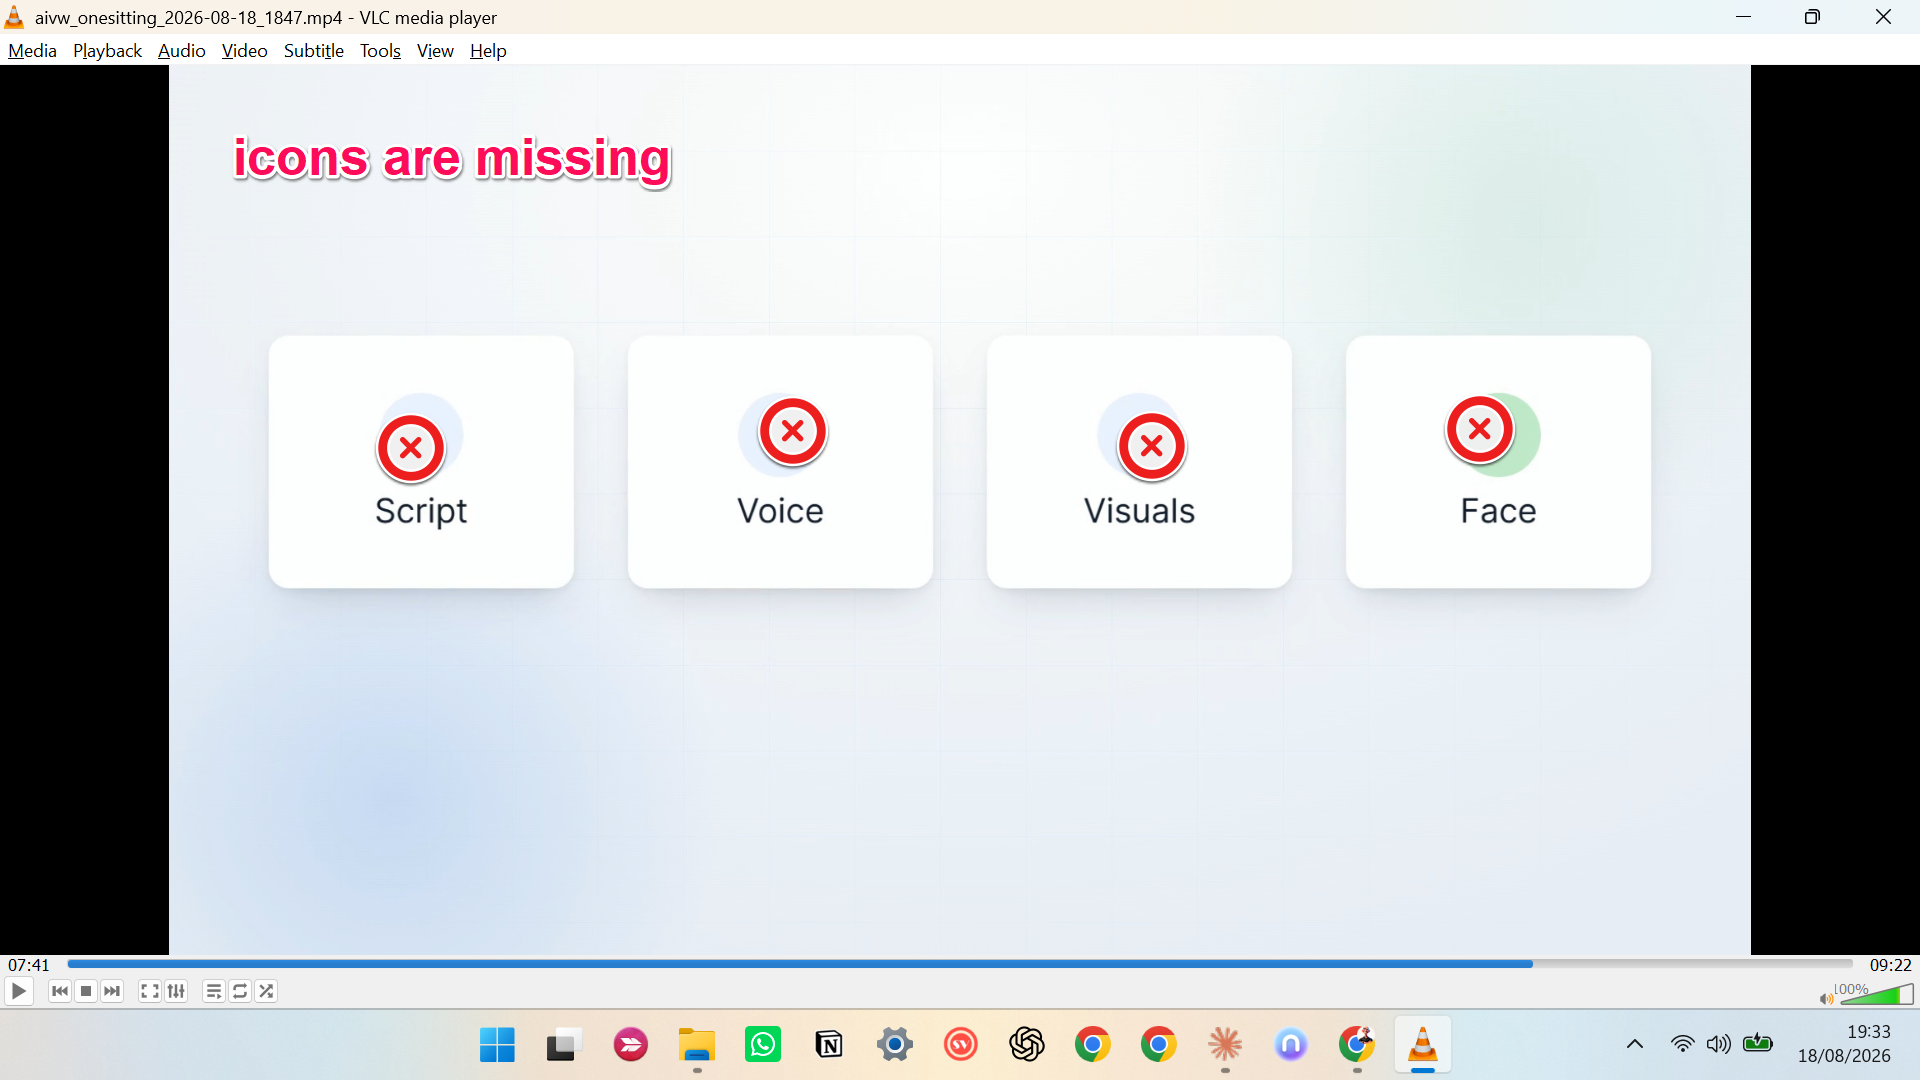 aivw_onesitting_2026-08-18_1847.mp4 - VLC media player
Media Playback Audio Video Subtitle Tools View Help
icons are missing
Script Voice Visuals Face
07:41 09:22
100%
19:33
18/08/2026